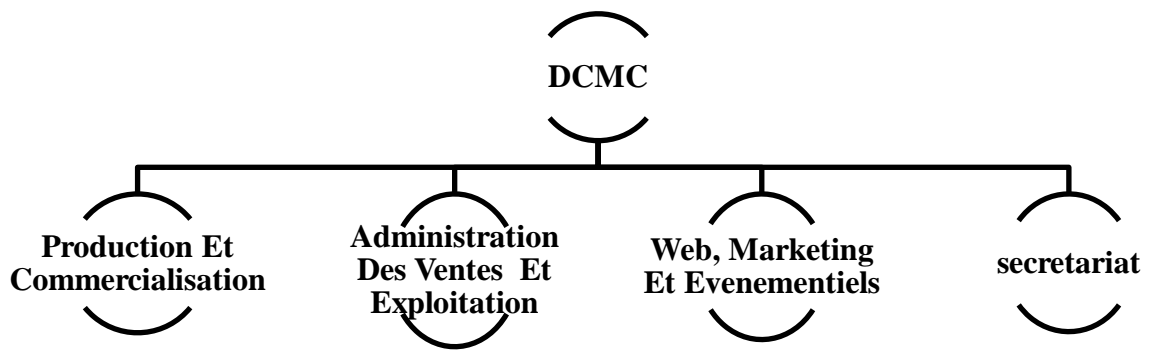 DCMC
Production Et
Commercialisation
Administration
Des Ventes Et
Exploitation
Web, Marketing
Et Evenementiels
secretariat